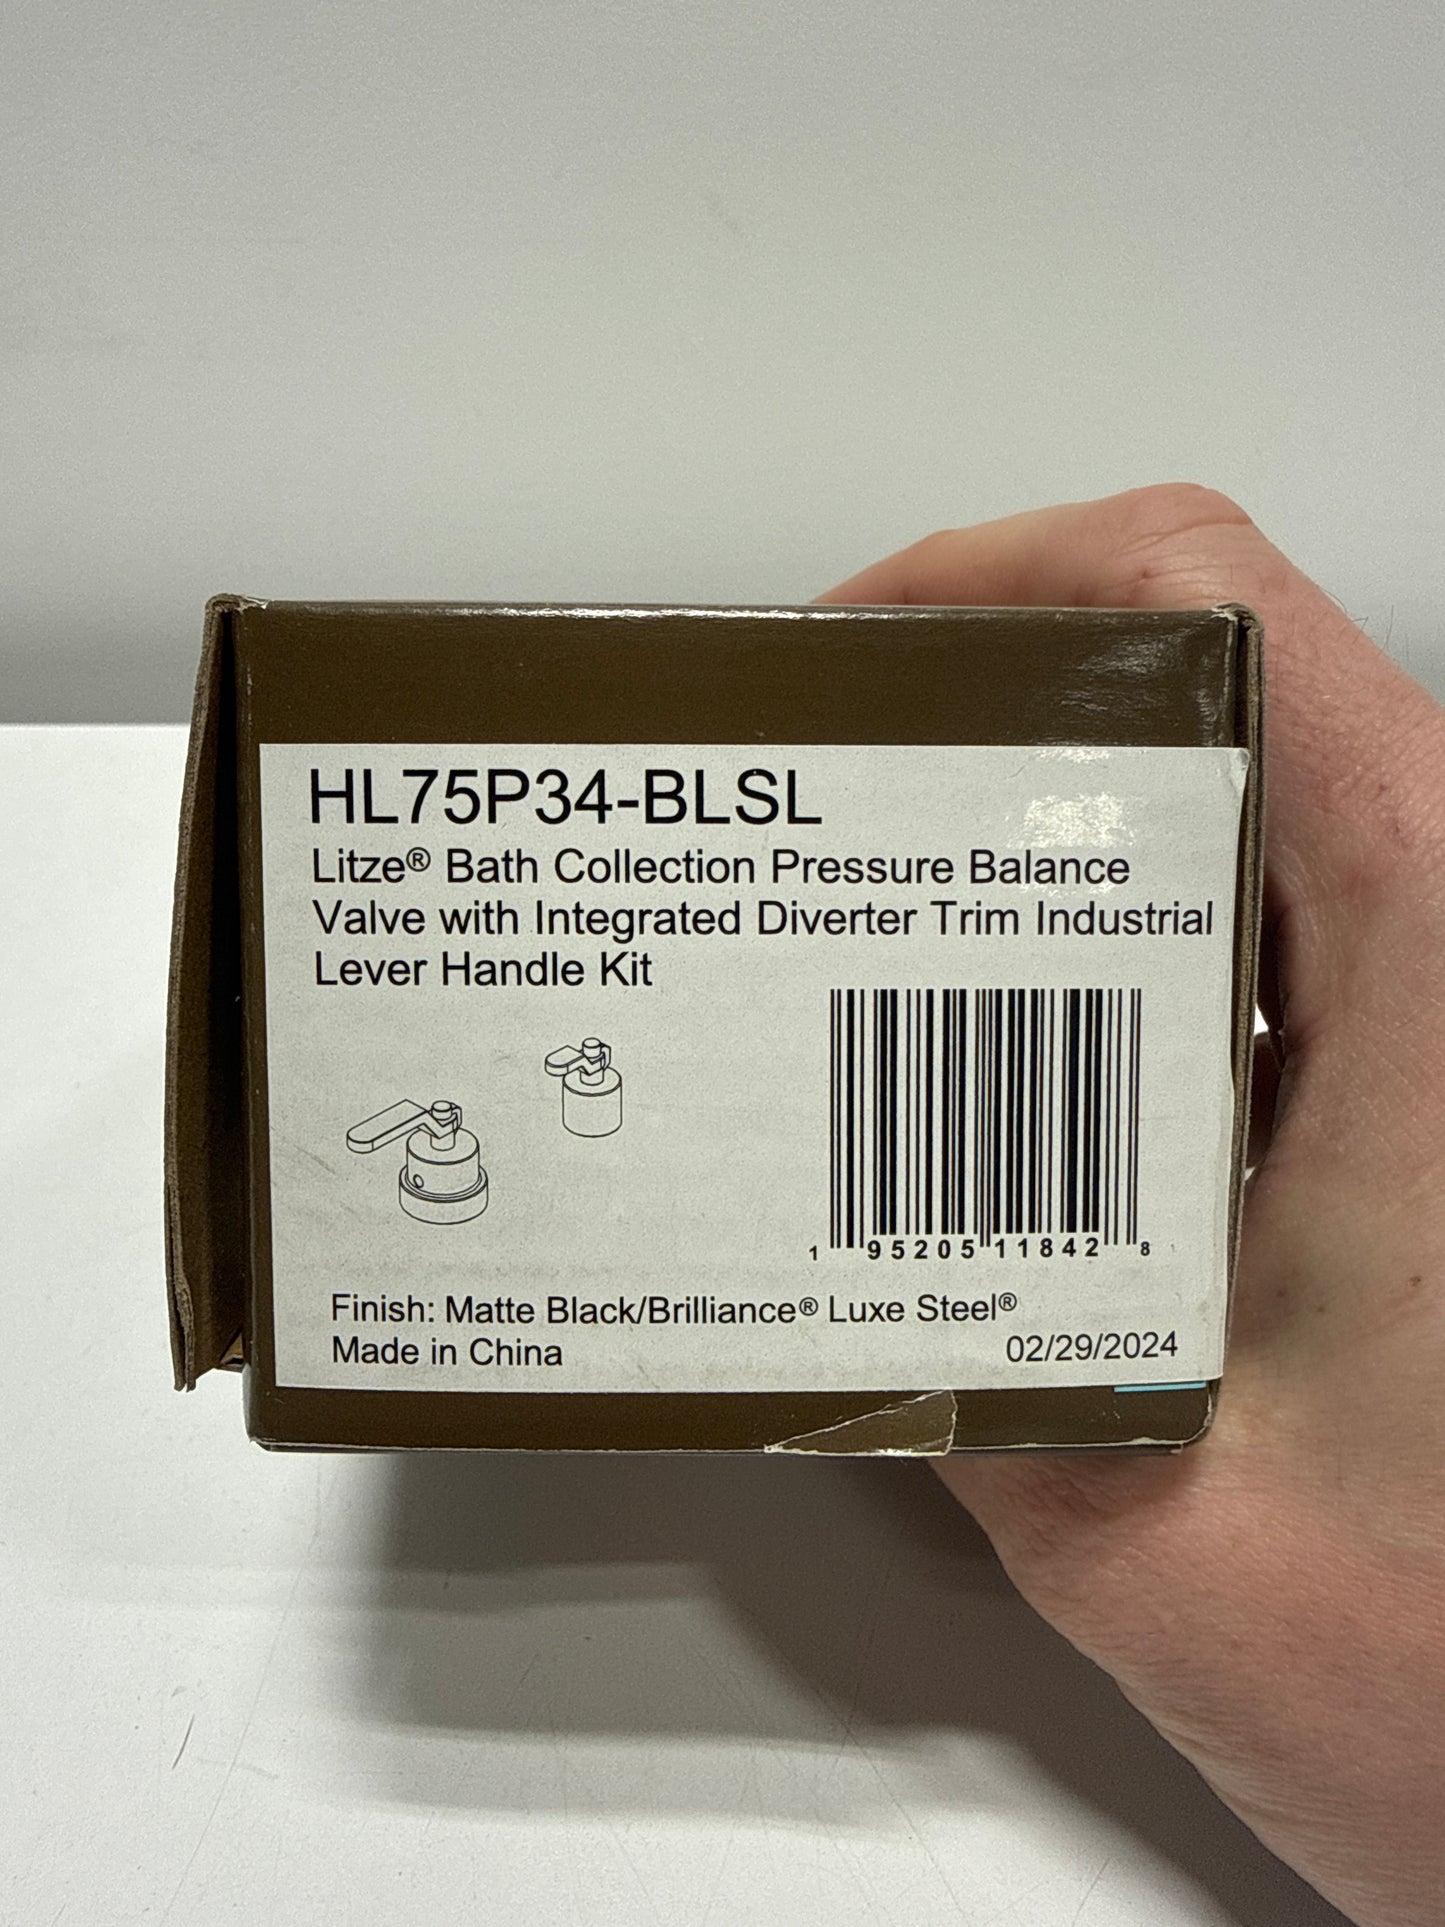 HL75P34-BLSL
Litze® Bath Collection Pressure Balance
Valve with Integrated Diverter Trim Industrial
Lever Handle Kit
1 95205 11842 8
Finish: Matte Black/Brilliance® Luxe Steel®
Made in China
02/29/2024